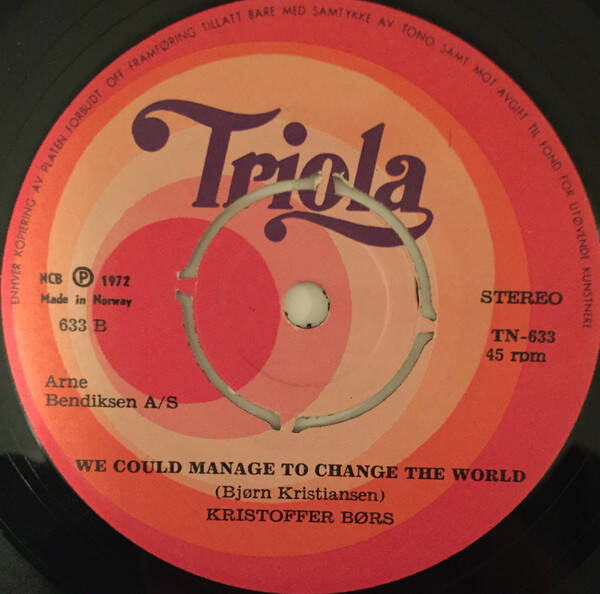 ENHVER KOPIERING AV PLATEN FORBUDT. OFF. FRAMFØRING TILLATT BARE MED SAMTYKKE AV TONO, SAMT MOT AVGIFT TIL FOND FOR UTØVENDE KUNSTNERE
Triola
NCB Ⓟ 1972
Made in Norway
633 B
STEREO
TN-633
45 rpm
Arne
Bendiksen A/S
WE COULD MANAGE TO CHANGE THE WORLD
(Bjørn Kristiansen)
KRISTOFFER BØRS